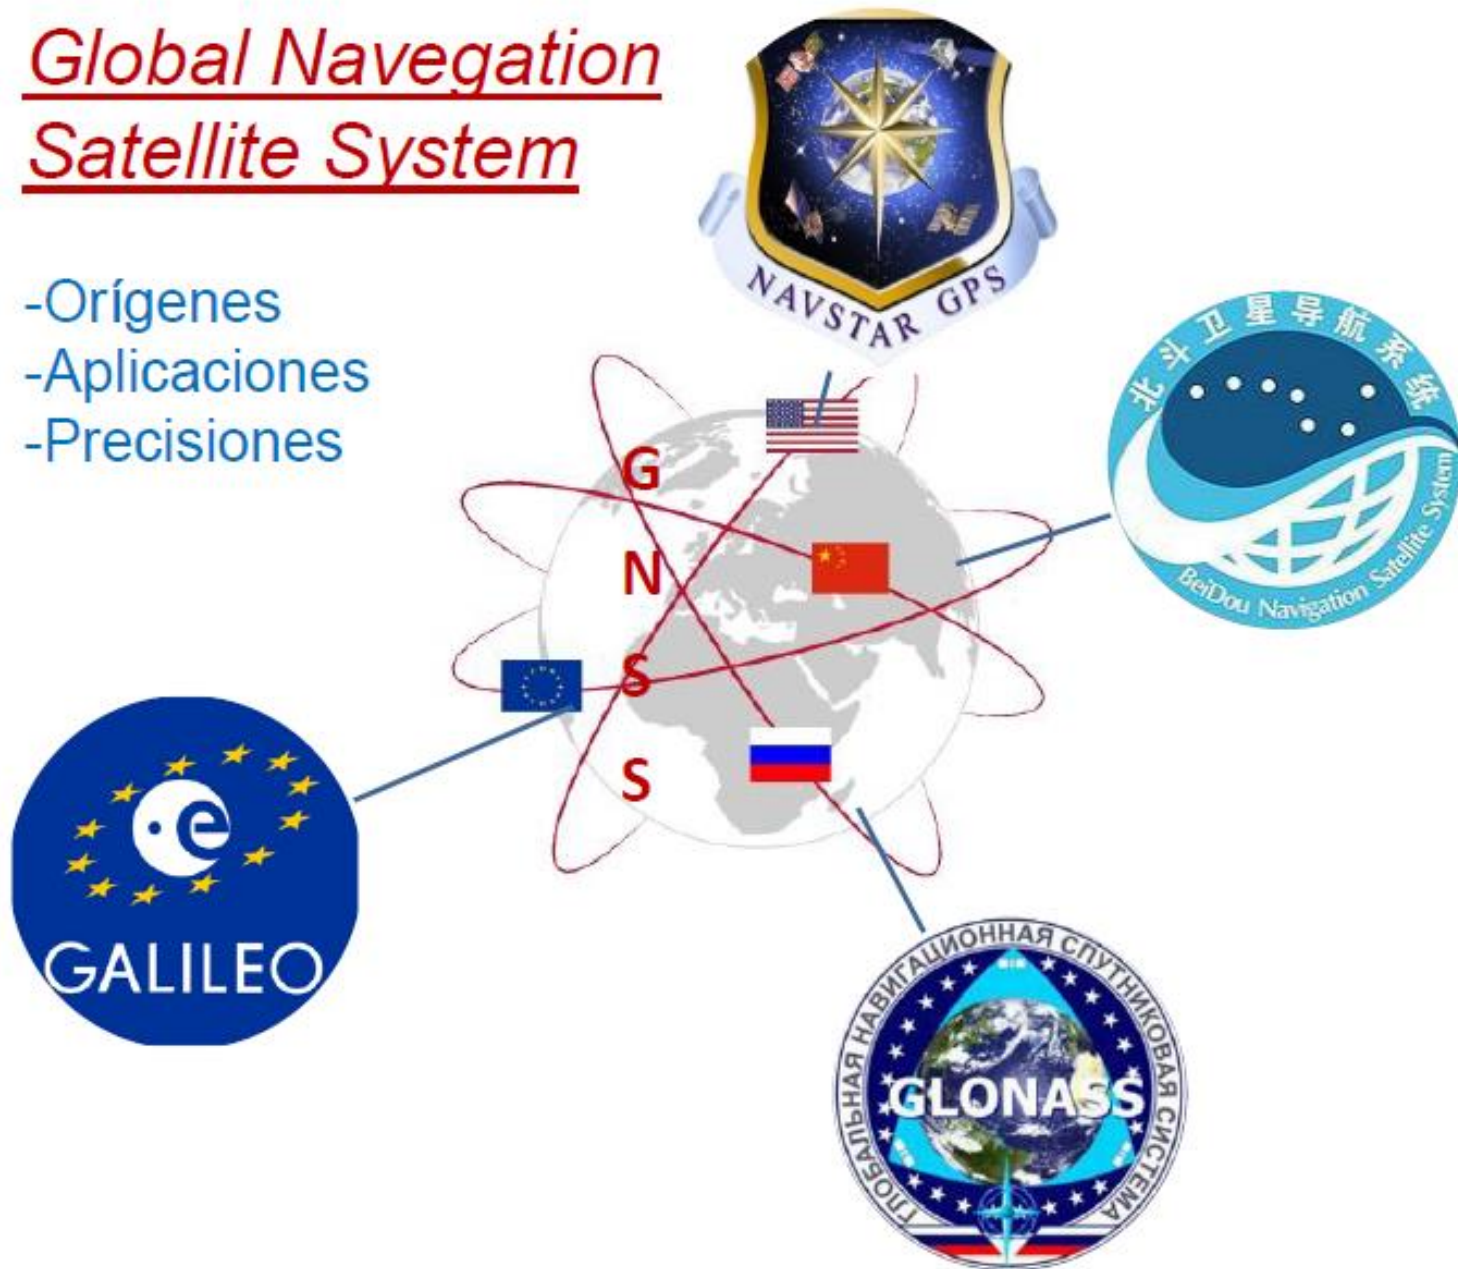 Global Navegation
Satellite System
-Orígenes
-Aplicaciones
-Precisiones
NAVSTAR GPS
北斗卫星导航系统
BeiDou Navigation Satellite System
G
N
S
S
GALILEO
ГЛОБАЛЬНАЯ НАВИГАЦИОННАЯ СПУТНИКОВАЯ СИСТЕМА
GLONASS